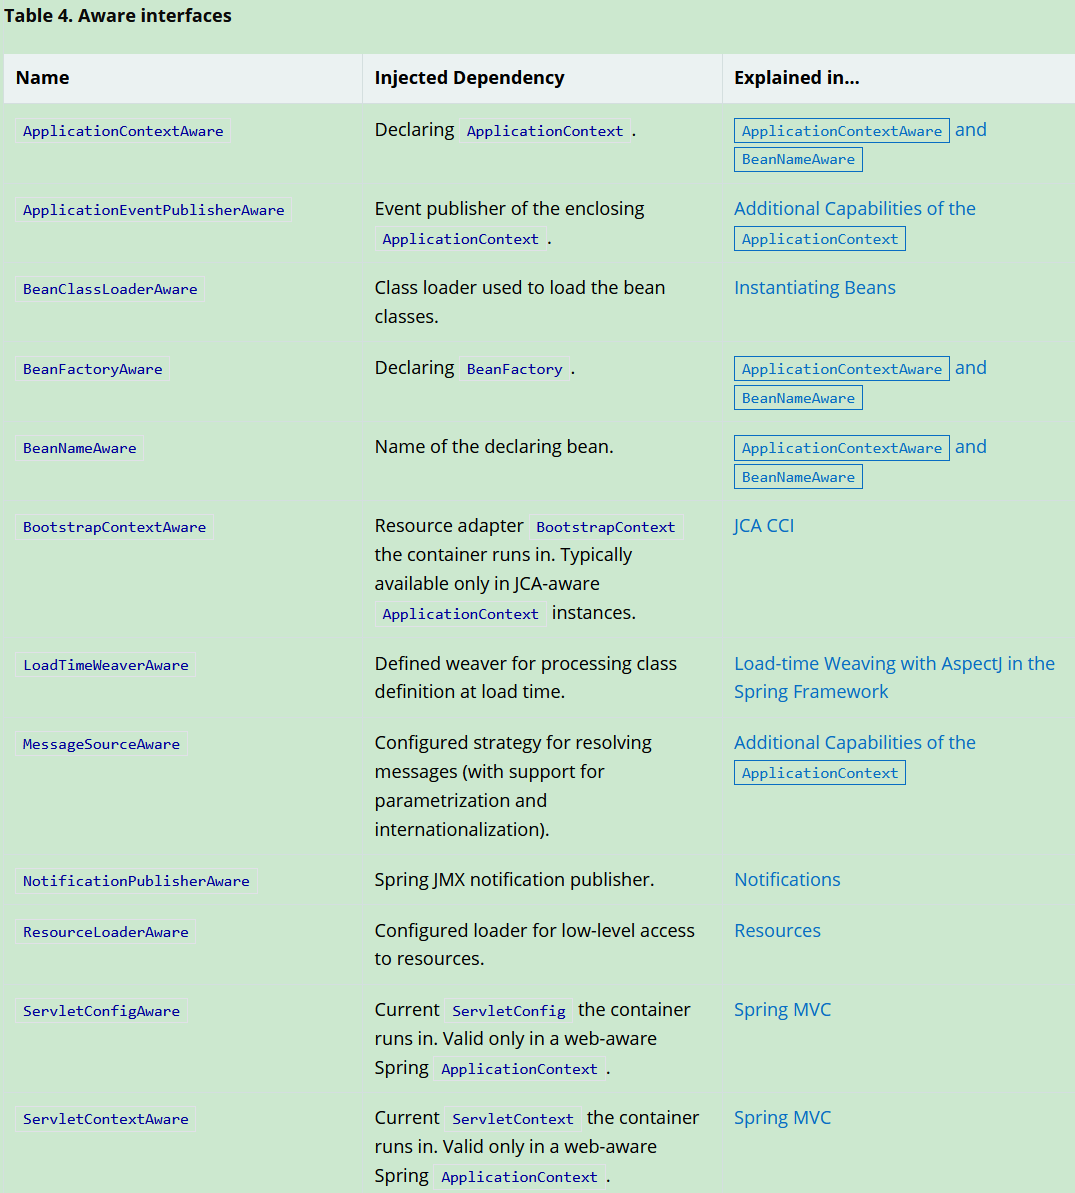 Table 4. Aware interfaces
Name Injected Dependency Explained in...
ApplicationContextAware Declaring ApplicationContext. ApplicationContextAware and
BeanNameAware
ApplicationEventPublisherAware Event publisher of the enclosing Additional Capabilities of the
ApplicationContext. ApplicationContext
BeanClassLoaderAware Class loader used to load the bean Instantiating Beans
classes.
BeanFactoryAware Declaring BeanFactory. ApplicationContextAware and
BeanNameAware
BeanNameAware Name of the declaring bean. ApplicationContextAware and
BeanNameAware
BootstrapContextAware Resource adapter BootstrapContext JCA CCI
the container runs in. Typically
available only in JCA-aware
ApplicationContext instances.
LoadTimeWeaverAware Defined weaver for processing class Load-time Weaving with AspectJ in the
definition at load time. Spring Framework
MessageSourceAware Configured strategy for resolving Additional Capabilities of the
messages (with support for ApplicationContext
parametrization and
internationalization).
NotificationPublisherAware Spring JMX notification publisher. Notifications
ResourceLoaderAware Configured loader for low-level access Resources
to resources.
ServletConfigAware Current ServletConfig the container Spring MVC
runs in. Valid only in a web-aware
Spring ApplicationContext.
ServletContextAware Current ServletContext the container Spring MVC
runs in. Valid only in a web-aware
Spring ApplicationContext.